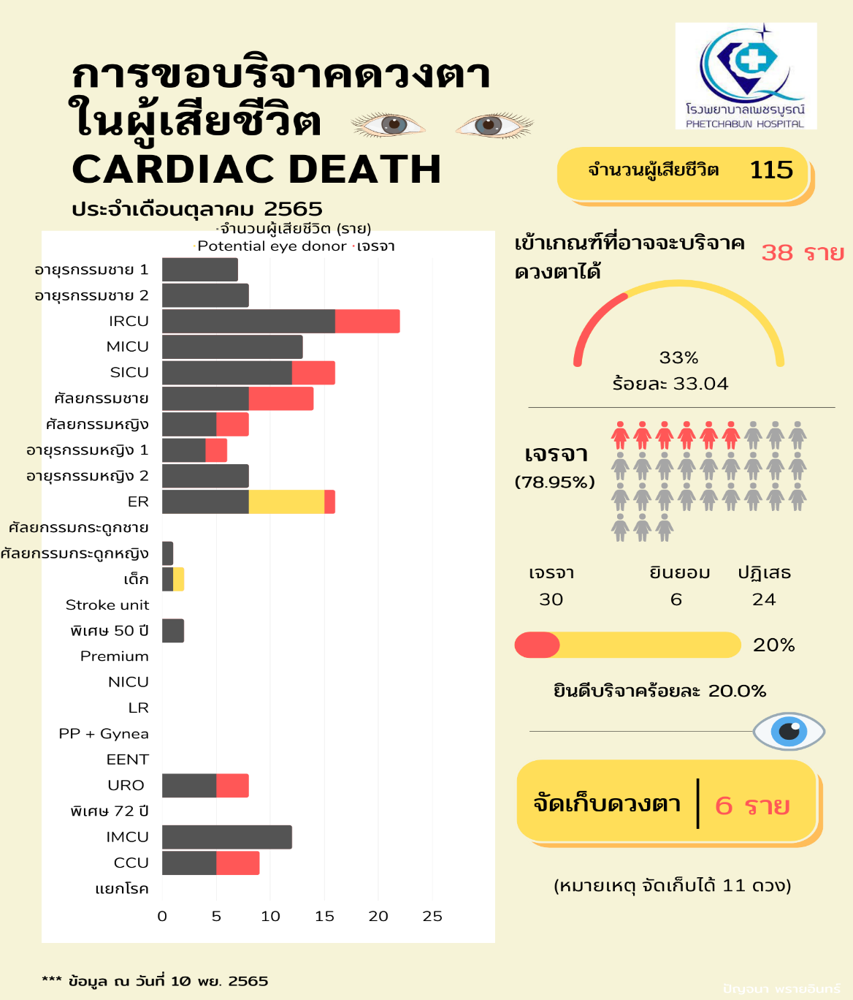 การขอบริจาคดวงตา
ในผู้เสียชีวิต
CARDIAC DEATH
ประจำเดือนตุลาคม 2565
โรงพยาบาลเพชรบูรณ์
PHETCHABUN HOSPITAL
จำนวนผู้เสียชีวิต 115
จำนวนผู้เสียชีวิต (ราย)
Potential eye donor เจรจา
อายุรกรรมชาย 1
อายุรกรรมชาย 2
IRCU
MICU
SICU
ศัลยกรรมชาย
ศัลยกรรมหญิง
อายุรกรรมหญิง 1
อายุรกรรมหญิง 2
ER
ศัลยกรรมกระดูกชาย
ศัลยกรรมกระดูกหญิง
เด็ก
Stroke unit
พิเศษ 50 ปี
Premium
NICU
LR
PP + Gynea
EENT
URO
พิเศษ 72 ปี
IMCU
CCU
แยกโรค
0 5 10 15 20 25
เข้าเกณฑ์ที่อาจจะบริจาค
ดวงตาได้
38 ราย
33%
ร้อยละ 33.04
เจรจา
(78.95%)
เจรจา ยินยอม ปฏิเสธ
30 6 24
20%
ยินดีบริจาคร้อยละ 20.0%
จัดเก็บดวงตา 6 ราย
(หมายเหตุ จัดเก็บได้ 11 ดวง)
*** ข้อมูล ณ วันที่ 10 พย. 2565
ปัญจนา พรายอินทร์